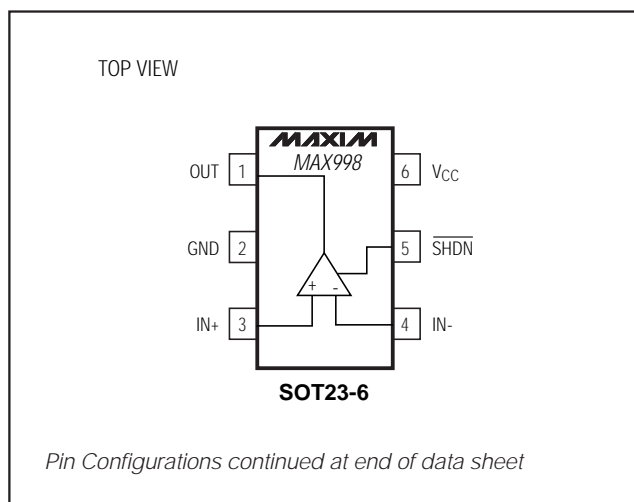 TOP VIEW
MAXIM
MAX998
OUT 1
6 VCC
GND 2
5 S̅H̅D̅N̅
+ -
IN+ 3
4 IN-
SOT23-6
Pin Configurations continued at end of data sheet